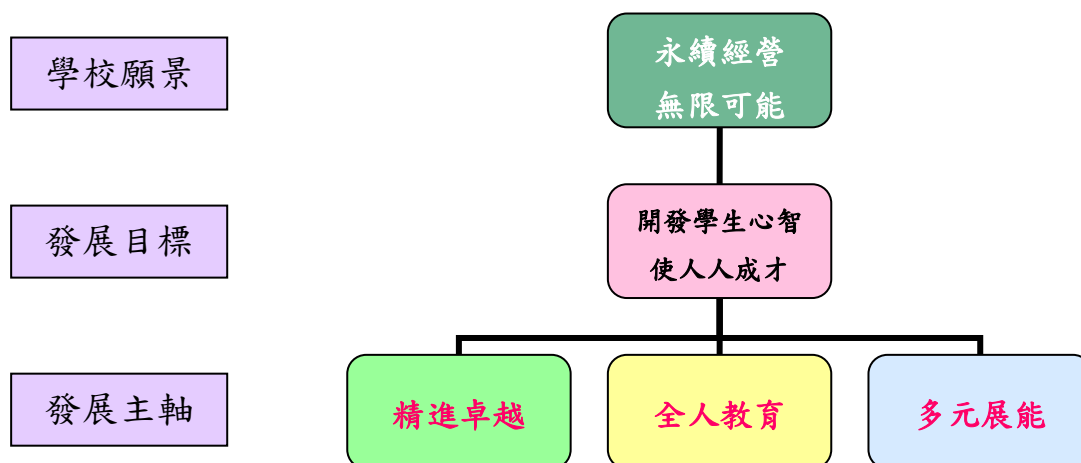 學校願景
永續經營
無限可能
發展目標
開發學生心智
使人人成才
發展主軸
精進卓越
全人教育
多元展能